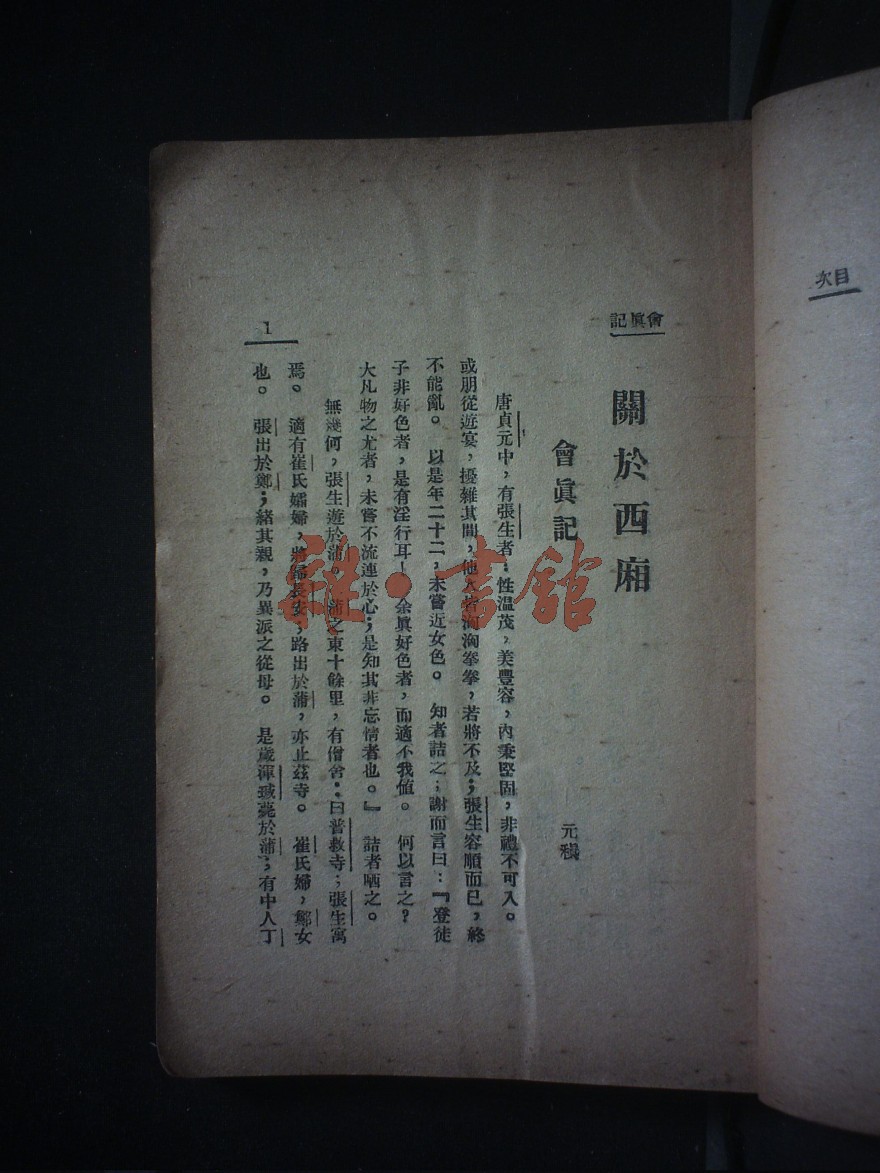 目次
會眞記
關於西廂
會眞記
元稹
唐貞元中，有張生者：性溫茂，美豐容，內秉堅固，非禮不可入。
或朋從遊宴，擾雜其間，他人皆洶洶拳拳，若將不及；張生容順而已，終
不能亂。以是年二十二，未嘗近女色。知者詰之；謝而言曰：『登徒
子非好色者，是有淫行耳！余眞好色者，而適不我値。何以言之？
大凡物之尤者，未嘗不流連於心；是知其非忘情者也。』詰者哂之。
無幾何，張生遊於蒲。蒲之東十餘里，有僧舍：曰普救寺；張生寓
焉。適有崔氏孀婦，將歸長安；路出於蒲，亦止茲寺。崔氏婦，鄭女
也。張出於鄭；緒其親，乃異派之從母。是歲渾瑊薨於蒲；有中人丁
1
雜·書館